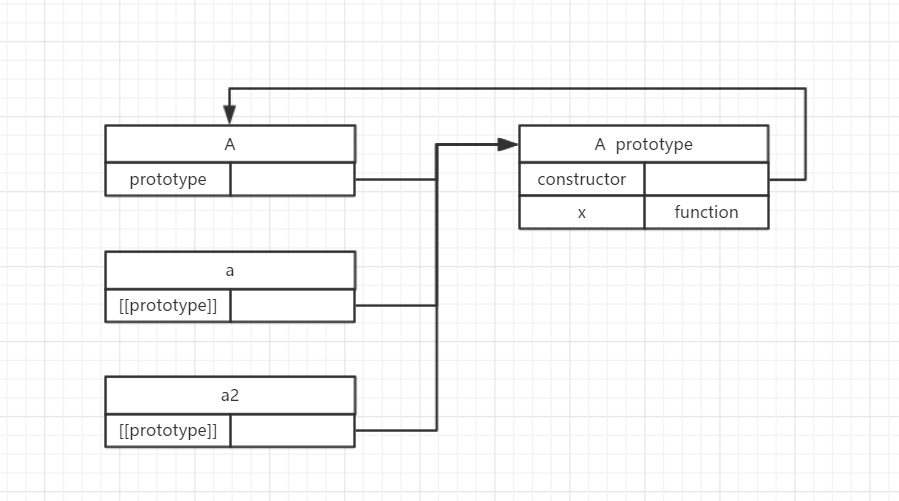 A
prototype
A prototype
constructor
x function
a
[[prototype]]
a2
[[prototype]]